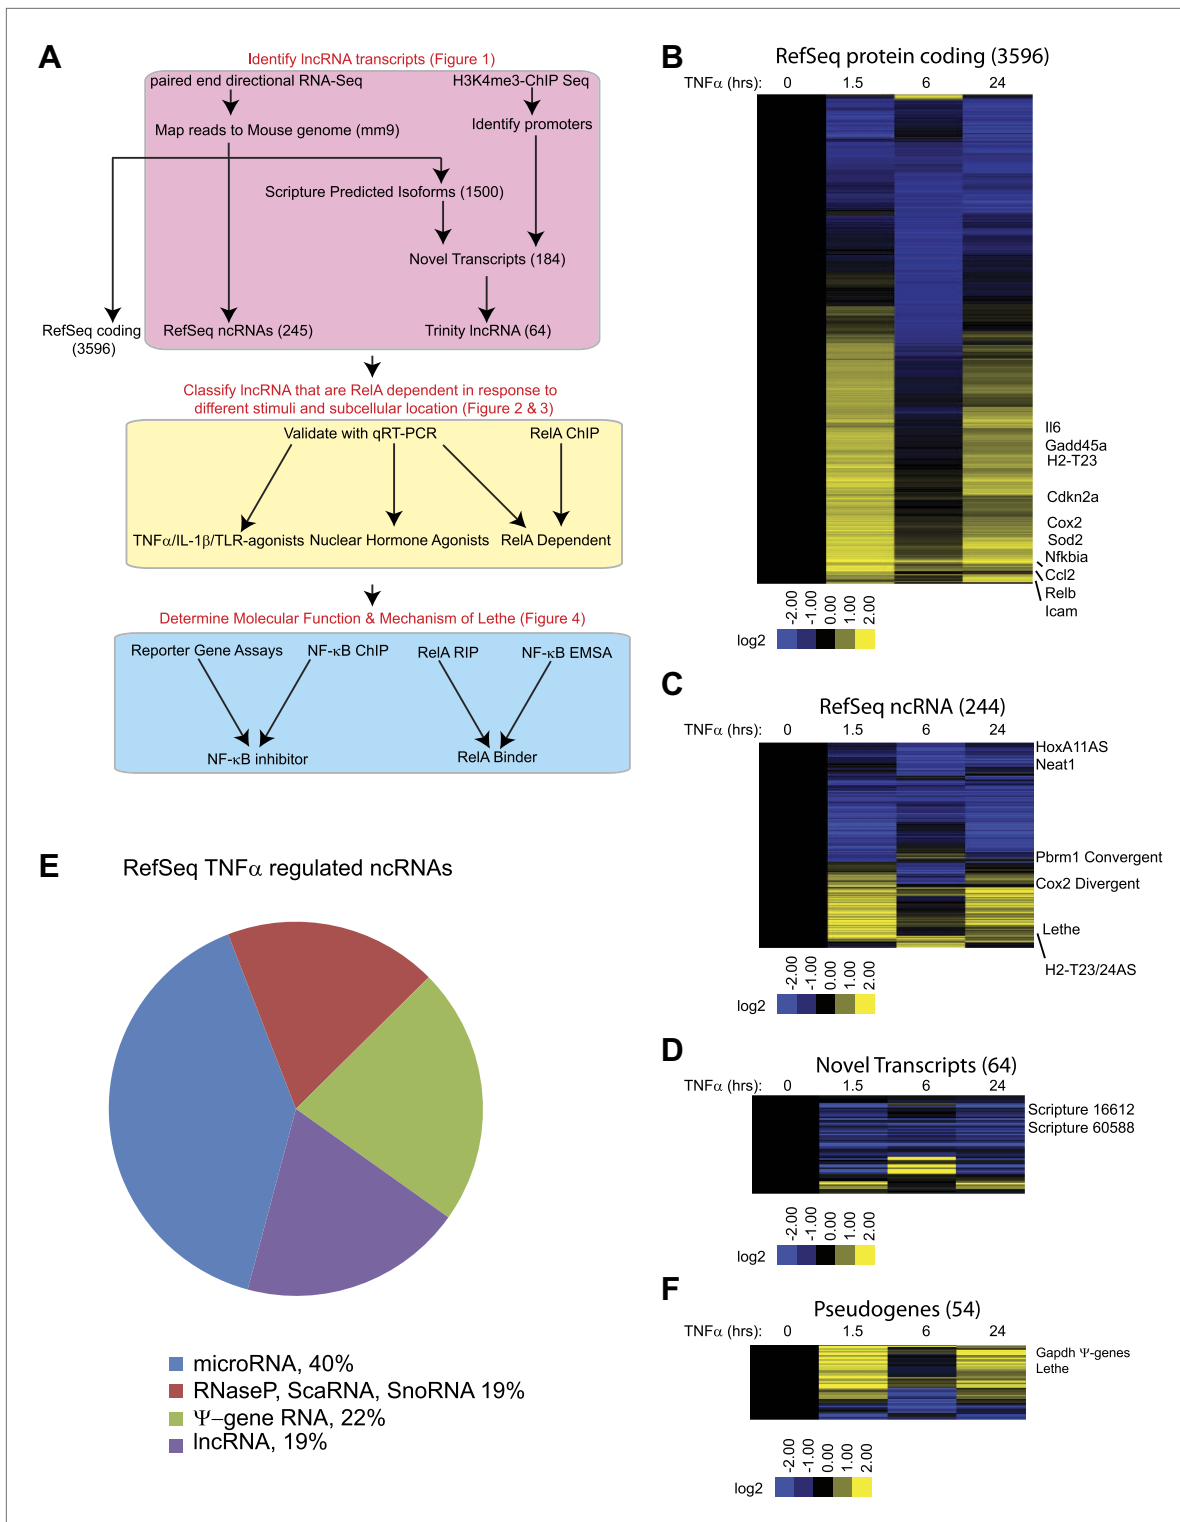 A
Identify lncRNA transcripts (Figure 1)
paired end directional RNA-Seq
H3K4me3-ChIP Seq
Map reads to Mouse genome (mm9)
Identify promoters
Scripture Predicted Isoforms (1500)
Novel Transcripts (184)
RefSeq coding
(3596)
RefSeq ncRNAs (245)
Trinity lncRNA (64)
Classify lncRNA that are RelA dependent in response to
different stimuli and subcellular location (Figure 2 & 3)
Validate with qRT-PCR
RelA ChIP
TNFα/IL-1β/TLR-agonists
Nuclear Hormone Agonists
RelA Dependent
Determine Molecular Function & Mechanism of Lethe (Figure 4)
Reporter Gene Assays
NF-κB ChIP
RelA RIP
NF-κB EMSA
NF-κB inhibitor
RelA Binder
B
RefSeq protein coding (3596)
TNFα (hrs): 0 1.5 6 24
Il6
Gadd45a
H2-T23
Cdkn2a
Cox2
Sod2
Nfkbia
Ccl2
Relb
Icam
-2.00 -1.00 0.00 1.00 2.00
log2
C
RefSeq ncRNA (244)
TNFα (hrs): 0 1.5 6 24
HoxA11AS
Neat1
Pbrm1 Convergent
Cox2 Divergent
Lethe
H2-T23/24AS
-2.00 -1.00 0.00 1.00 2.00
log2
D
Novel Transcripts (64)
TNFα (hrs): 0 1.5 6 24
Scripture 16612
Scripture 60588
-2.00 -1.00 0.00 1.00 2.00
log2
E
RefSeq TNFα regulated ncRNAs
microRNA, 40%
RNaseP, ScaRNA, SnoRNA 19%
Ψ–gene RNA, 22%
lncRNA, 19%
F
Pseudogenes (54)
TNFα (hrs): 0 1.5 6 24
Gapdh Ψ-genes
Lethe
-2.00 -1.00 0.00 1.00 2.00
log2